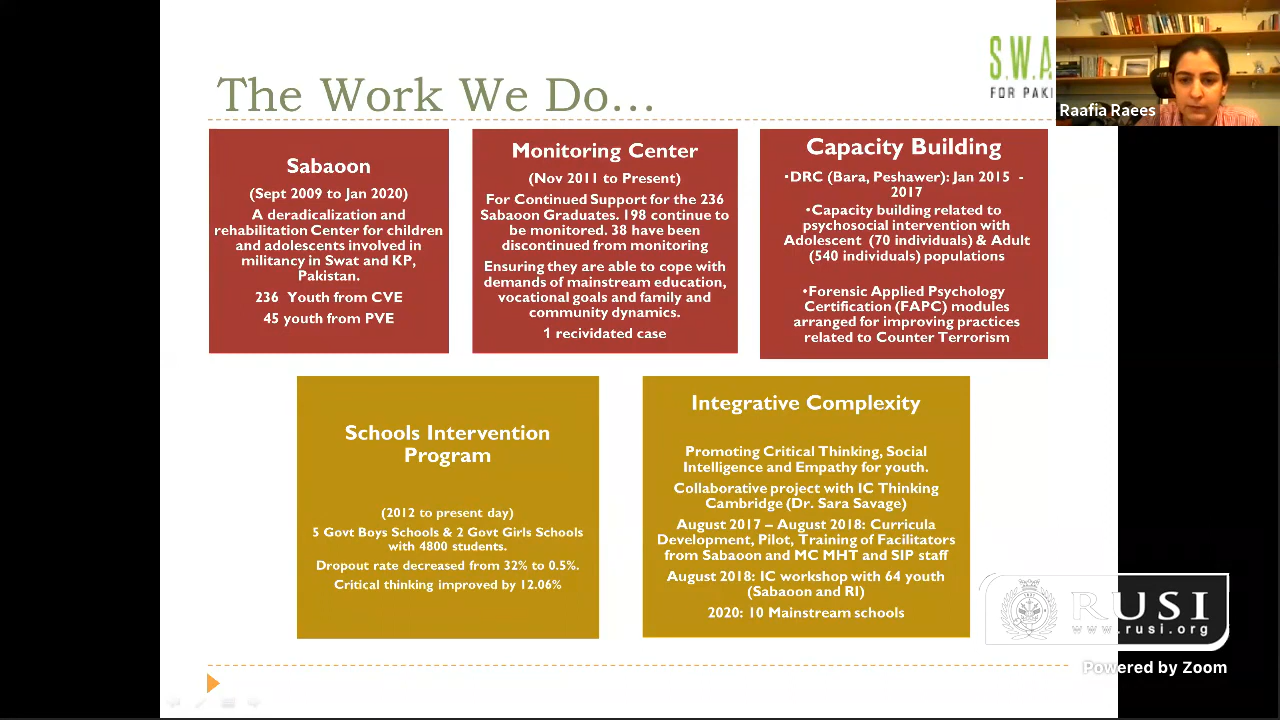 The Work We Do...
S.W.A
FOR PAKI
Raafia Raees
Sabaoon
(Sept 2009 to Jan 2020)
A deradicalization and
rehabilitation Center for children
and adolescents involved in
militancy in Swat and KP,
Pakistan.
236 Youth from CVE
45 youth from PVE
Monitoring Center
(Nov 2011 to Present)
For Continued Support for the 236
Sabaoon Graduates. 198 continue to
be monitored. 38 have been
discontinued from monitoring
Ensuring they are able to cope with
demands of mainstream education,
vocational goals and family and
community dynamics.
1 recividated case
Capacity Building
•DRC (Bara, Peshawer): Jan 2015 -
2017
•Capacity building related to
psychosocial intervention with
Adolescent (70 individuals) & Adult
(540 individuals) populations
•Forensic Applied Psychology
Certification (FAPC) modules
arranged for improving practices
related to Counter Terrorism
Schools Intervention
Program
(2012 to present day)
5 Govt Boys Schools & 2 Govt Girls Schools
with 4800 students.
Dropout rate decreased from 32% to 0.5%.
Critical thinking improved by 12.06%
Integrative Complexity
Promoting Critical Thinking, Social
Intelligence and Empathy for youth.
Collaborative project with IC Thinking
Cambridge (Dr. Sara Savage)
August 2017 – August 2018: Curricula
Development, Pilot, Training of Facilitators
from Sabaoon and MC MHT and SIP staff
August 2018: IC workshop with 64 youth
(Sabaoon and RI)
2020: 10 Mainstream schools
RUSI
www.rusi.org
Powered by Zoom